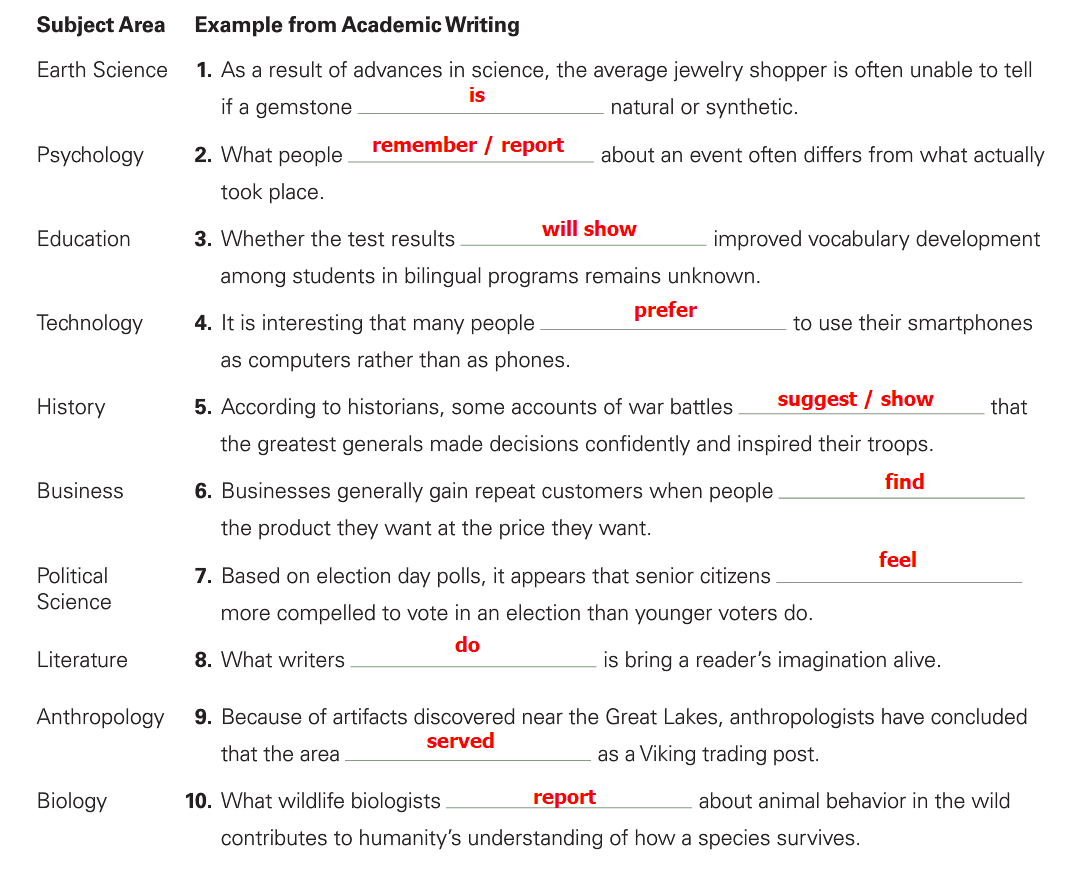 Subject Area Example from Academic Writing
Earth Science 1. As a result of advances in science, the average jewelry shopper is often unable to tell
if a gemstone is natural or synthetic.
Psychology 2. What people remember / report about an event often differs from what actually
took place.
Education 3. Whether the test results will show improved vocabulary development
among students in bilingual programs remains unknown.
Technology 4. It is interesting that many people prefer to use their smartphones
as computers rather than as phones.
History 5. According to historians, some accounts of war battles suggest / show that
the greatest generals made decisions confidently and inspired their troops.
Business 6. Businesses generally gain repeat customers when people find
the product they want at the price they want.
Political 7. Based on election day polls, it appears that senior citizens feel
Science more compelled to vote in an election than younger voters do.
Literature 8. What writers do is bring a reader's imagination alive.
Anthropology 9. Because of artifacts discovered near the Great Lakes, anthropologists have concluded
that the area served as a Viking trading post.
Biology 10. What wildlife biologists report about animal behavior in the wild
contributes to humanity's understanding of how a species survives.